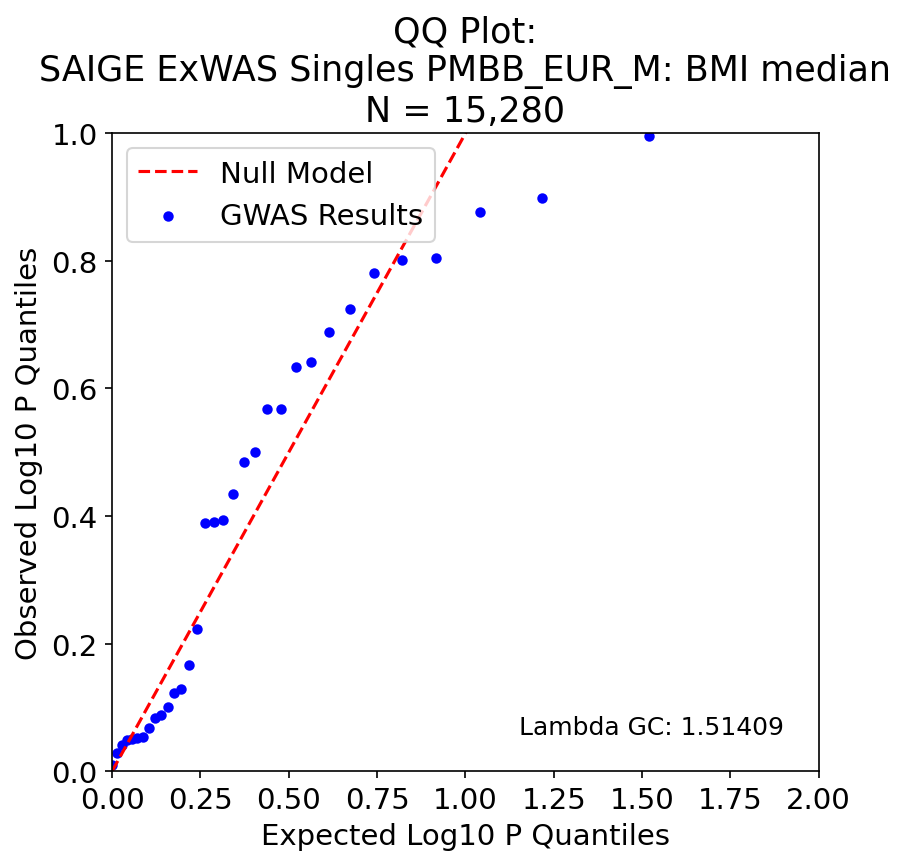 QQ Plot:
SAIGE ExWAS Singles PMBB_EUR_M: BMI median
N = 15,280
1.0
Null Model
GWAS Results
0.8
0.6
0.4
0.2
0.0
Observed Log10 P Quantiles
Lambda GC: 1.51409
0.00 0.25 0.50 0.75 1.00 1.25 1.50 1.75 2.00
Expected Log10 P Quantiles